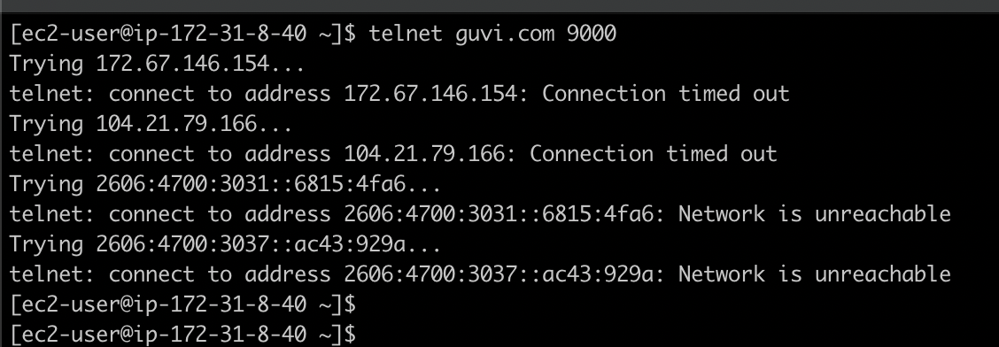 [ec2-user@ip-172-31-8-40 ~]$ telnet guvi.com 9000
Trying 172.67.146.154...
telnet: connect to address 172.67.146.154: Connection timed out
Trying 104.21.79.166...
telnet: connect to address 104.21.79.166: Connection timed out
Trying 2606:4700:3031::6815:4fa6...
telnet: connect to address 2606:4700:3031::6815:4fa6: Network is unreachable
Trying 2606:4700:3037::ac43:929a...
telnet: connect to address 2606:4700:3037::ac43:929a: Network is unreachable
[ec2-user@ip-172-31-8-40 ~]$
[ec2-user@ip-172-31-8-40 ~]$